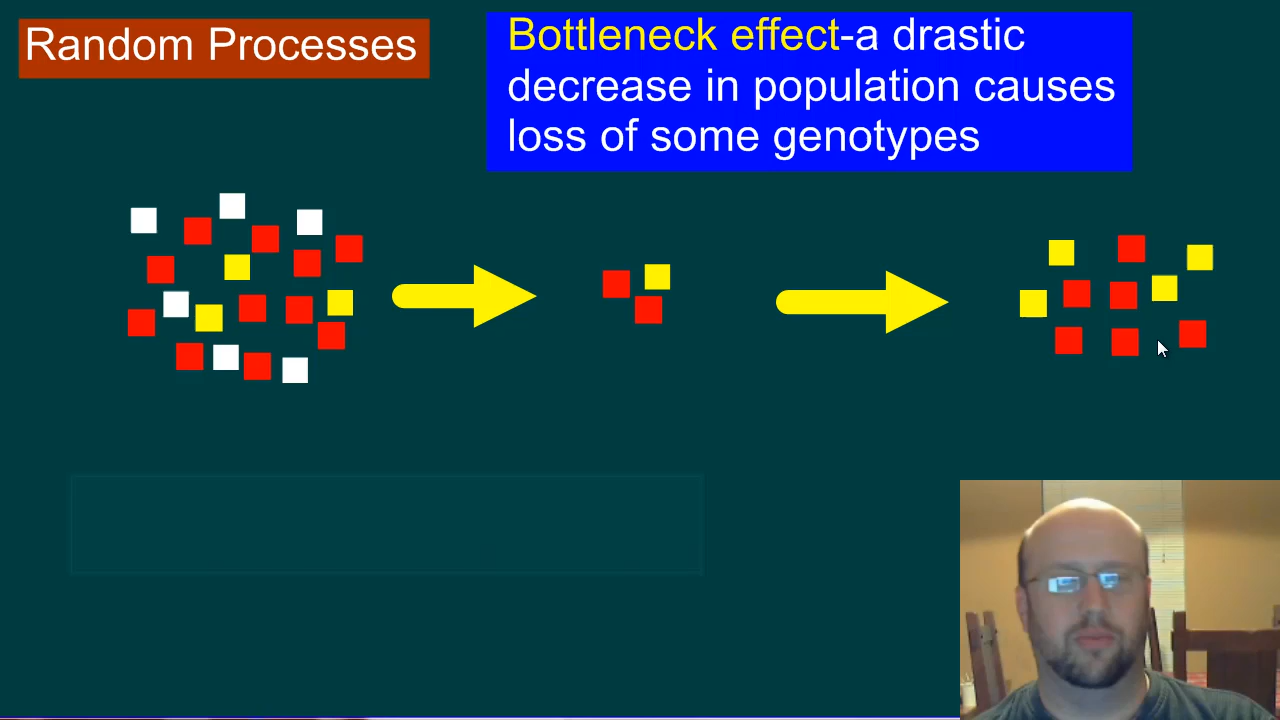 Random Processes
Bottleneck effect-a drastic
decrease in population causes
loss of some genotypes